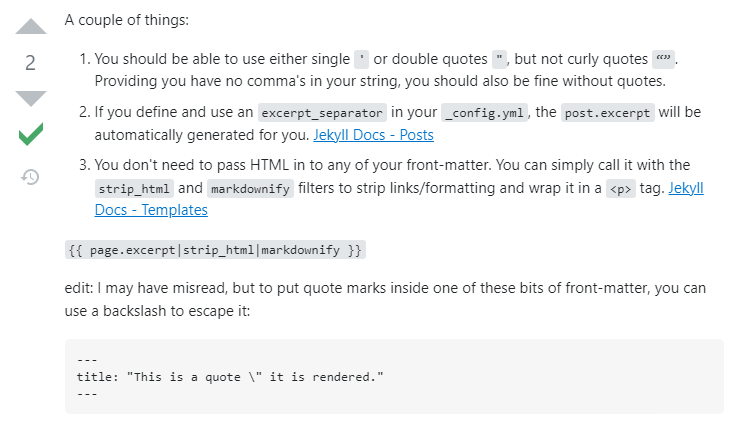 A couple of things:
2
1. You should be able to use either single ' or double quotes ", but not curly quotes “”.
Providing you have no comma's in your string, you should also be fine without quotes.
2. If you define and use an excerpt_separator in your _config.yml, the post.excerpt will be
automatically generated for you. Jekyll Docs - Posts
3. You don't need to pass HTML in to any of your front-matter. You can simply call it with the
strip_html and markdownify filters to strip links/formatting and wrap it in a <p> tag. Jekyll
Docs - Templates
{{ page.excerpt|strip_html|markdownify }}
edit: I may have misread, but to put quote marks inside one of these bits of front-matter, you can
use a backslash to escape it:
---
title: "This is a quote \" it is rendered."
---